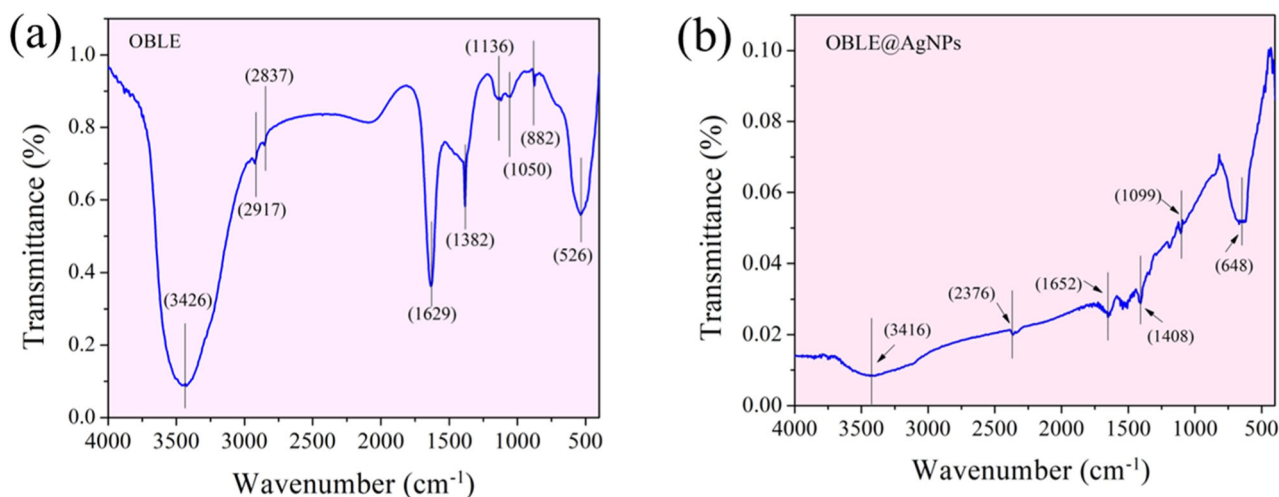 (a)
OBLE
(1136)
(2837)
(2917)
(882)
(1050)
(1382)
(526)
(3426)
(1629)
1.0
0.8
0.6
0.4
0.2
0.0
Transmittance (%)
4000 3500 3000 2500 2000 1500 1000 500
Wavenumber (cm⁻¹)
(b)
OBLE@AgNPs
(1099)
(648)
(1652)
(2376)
(1408)
(3416)
0.10
0.08
0.06
0.04
0.02
0.00
Transmittance (%)
4000 3500 3000 2500 2000 1500 1000 500
Wavenumber (cm⁻¹)